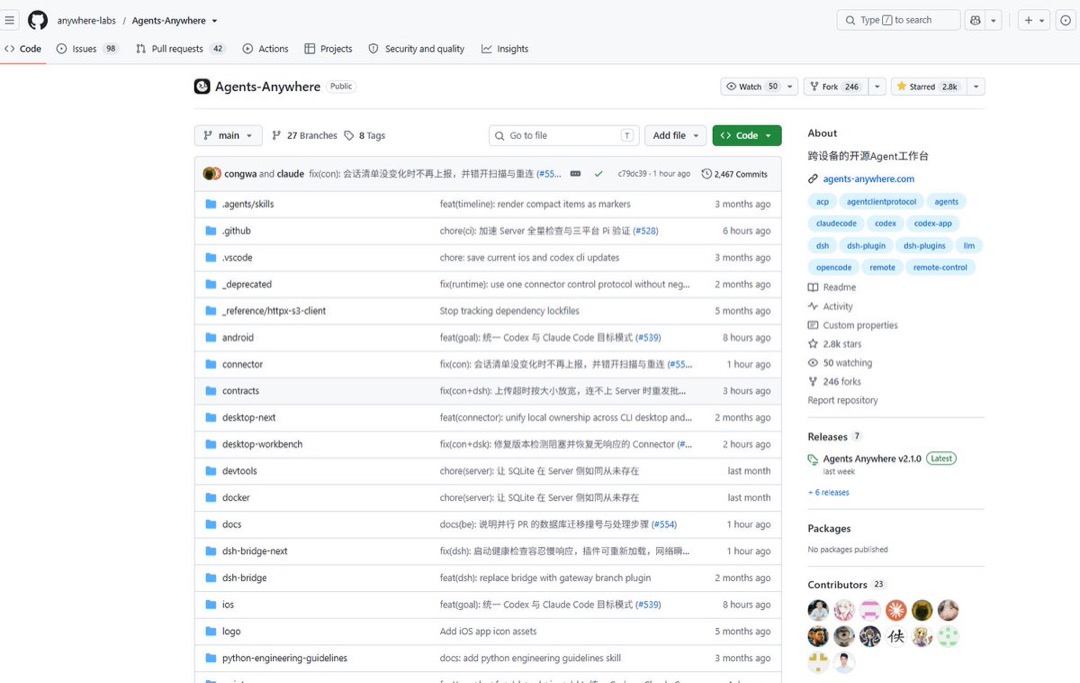 anywhere-labs / Agents-Anywhere
Type / to search
Code
Issues 98
Pull requests 42
Actions
Projects
Security and quality
Insights
Agents-Anywhere Public
Watch 50
Fork 246
Starred 2.8k
main
27 Branches
8 Tags
Go to file T
Add file
Code
congwa and claude fix(con): 会话清单没变化时不再上报，并错开扫描与重连 (#55... c79dc39 · 1 hour ago 2,467 Commits
.agents/skills feat(timeline): render compact items as markers 3 months ago
.github chore(ci): 加速 Server 全量检查与三平台 Pi 验证 (#528) 6 hours ago
.vscode chore: save current ios and codex cli updates 3 months ago
_deprecated fix(runtime): use one connector control protocol without neg... 2 months ago
_reference/httpx-s3-client Stop tracking dependency lockfiles 5 months ago
android feat(goal): 统一 Codex 与 Claude Code 目标模式 (#539) 8 hours ago
connector fix(con): 会话清单没变化时不再上报，并错开扫描与重连 (#55... 1 hour ago
contracts fix(con+dsh): 上传超时按大小放宽，连不上 Server 时重发批... 3 hours ago
desktop-next feat(connector): unify local ownership across CLI desktop and... 2 months ago
desktop-workbench fix(con+dsk): 修复版本检测阻塞并恢复无响应的 Connector (#... 2 hours ago
devtools chore(server): 让 SQLite 在 Server 侧如同从未存在 last month
docker chore(server): 让 SQLite 在 Server 侧如同从未存在 last month
docs docs(be): 说明并行 PR 的数据库迁移撞号与处理步骤 (#554) 1 hour ago
dsh-bridge-next fix(dsh): 启动健康检查容忍慢响应，插件可重新加载，网络瞬... 1 hour ago
dsh-bridge feat(dsh): replace bridge with gateway branch plugin 2 months ago
ios feat(goal): 统一 Codex 与 Claude Code 目标模式 (#539) 8 hours ago
logo Add iOS app icon assets 5 months ago
python-engineering-guidelines docs: add python engineering guidelines skill 3 months ago
About
跨设备的开源Agent工作台
agents-anywhere.com
acp agentclientprotocol agents
claudecode codex codex-app
dsh dsh-plugin dsh-plugins llm
opencode remote remote-control
Readme
Activity
Custom properties
2.8k stars
50 watching
246 forks
Report repository
Releases 7
Agents Anywhere v2.1.0 Latest
last week
+ 6 releases
Packages
No packages published
Contributors 23
佚